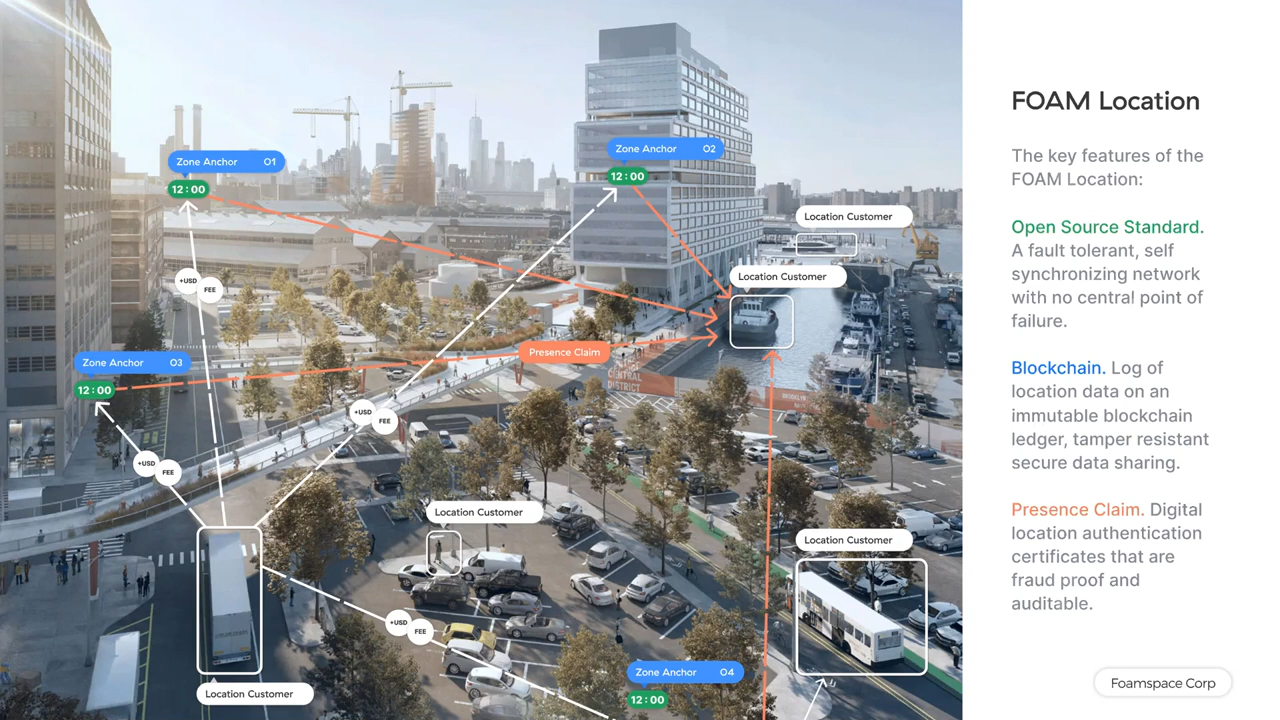 FOAM Location
The key features of the
FOAM Location:
Open Source Standard.
A fault tolerant, self
synchronizing network
with no central point of
failure.
Blockchain. Log of
location data on an
immutable blockchain
ledger, tamper resistant
secure data sharing.
Presence Claim. Digital
location authentication
certificates that are
fraud proof and
auditable.
Foamspace Corp
Zone Anchor 01
12:00
Zone Anchor 02
12:00
Location Customer
Location Customer
+USD FEE
Presence Claim
Zone Anchor 03
12:00
+USD FEE
+USD FEE
Location Customer
Location Customer
+USD FEE
Zone Anchor 04
12:00
Location Customer
CENTRAL
DISTRICT